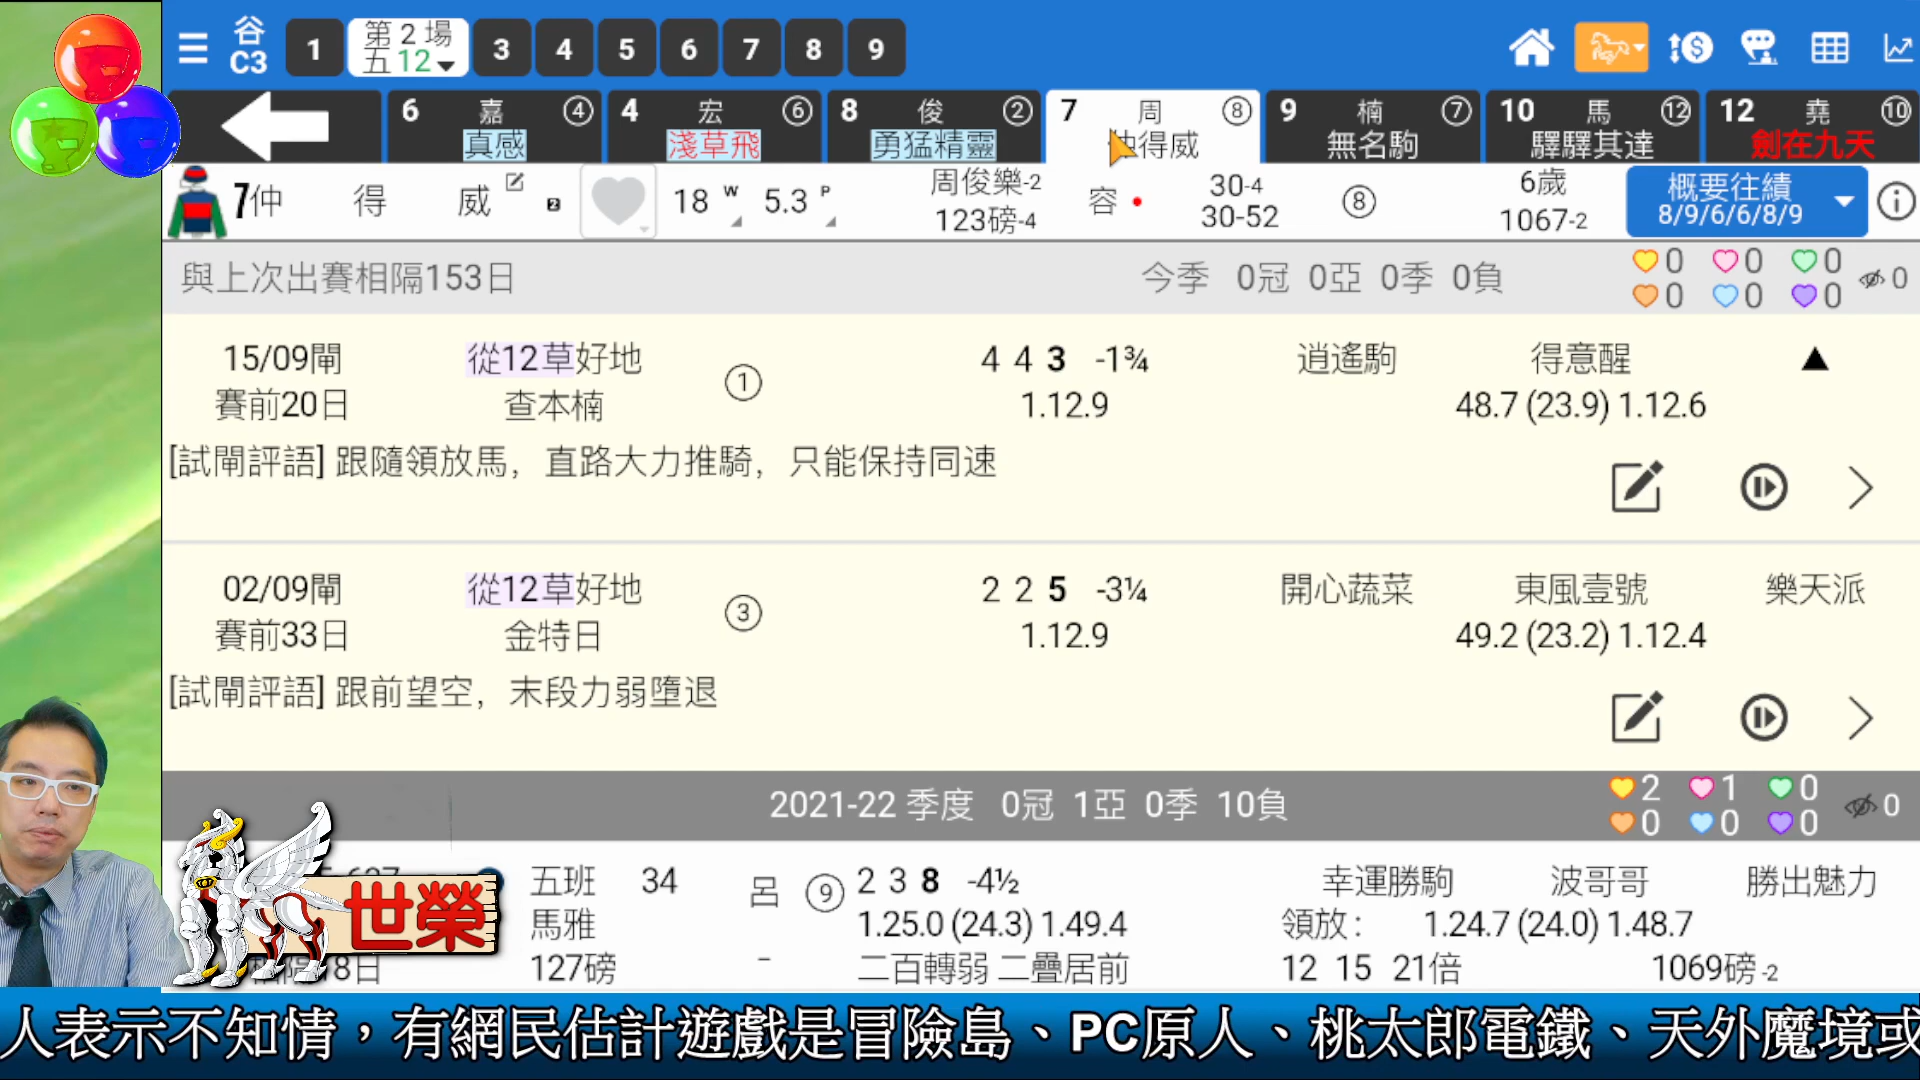 谷
C3
1
第 2 場
五 12
3
4
5
6
7
8
9
6 嘉 ④
真感
4 宏 ⑥
淺草飛
8 俊 ②
勇猛精靈
7 周 ⑧
得威
9 楠 ⑦
無名駒
10 馬 ⑫
驛驛其達
12 堯 ⑩
劍在九天
7 仲得威
2
18 W
5.3 P
周俊樂-2
123磅-4
容
30-4
30-52
⑧
6歲
1067-2
概要往績
8/9/6/6/8/9
與上次出賽相隔153日
今季 0冠 0亞 0季 0負
0 0 0
0 0 0
0
15/09閘 從12草好地 ① 4 4 3 -1¾ 逍遙駒 得意醒 ▲
賽前20日 查本楠 1.12.9 48.7 (23.9) 1.12.6
[試閘評語] 跟隨領放馬，直路大力推騎，只能保持同速
02/09閘 從12草好地 ③ 2 2 5 -3¼ 開心蔬菜 東風壹號 樂天派
賽前33日 金特日 1.12.9 49.2 (23.2) 1.12.4
[試閘評語] 跟前望空，末段力弱墮退
2021-22 季度 0冠 1亞 0季 10負
2 1 0
0 0 0
0
五班 34 呂 ⑨ 2 3 8 -4½ 幸運勝駒 波哥哥 勝出魅力
馬雅 1.25.0 (24.3) 1.49.4 領放： 1.24.7 (24.0) 1.48.7
8日 127磅 - 二百轉弱 二疊居前 12 15 21倍 1069磅 -2
世榮
人表示不知情，有網民估計遊戲是冒險島、PC原人、桃太郎電鐵、天外魔境或